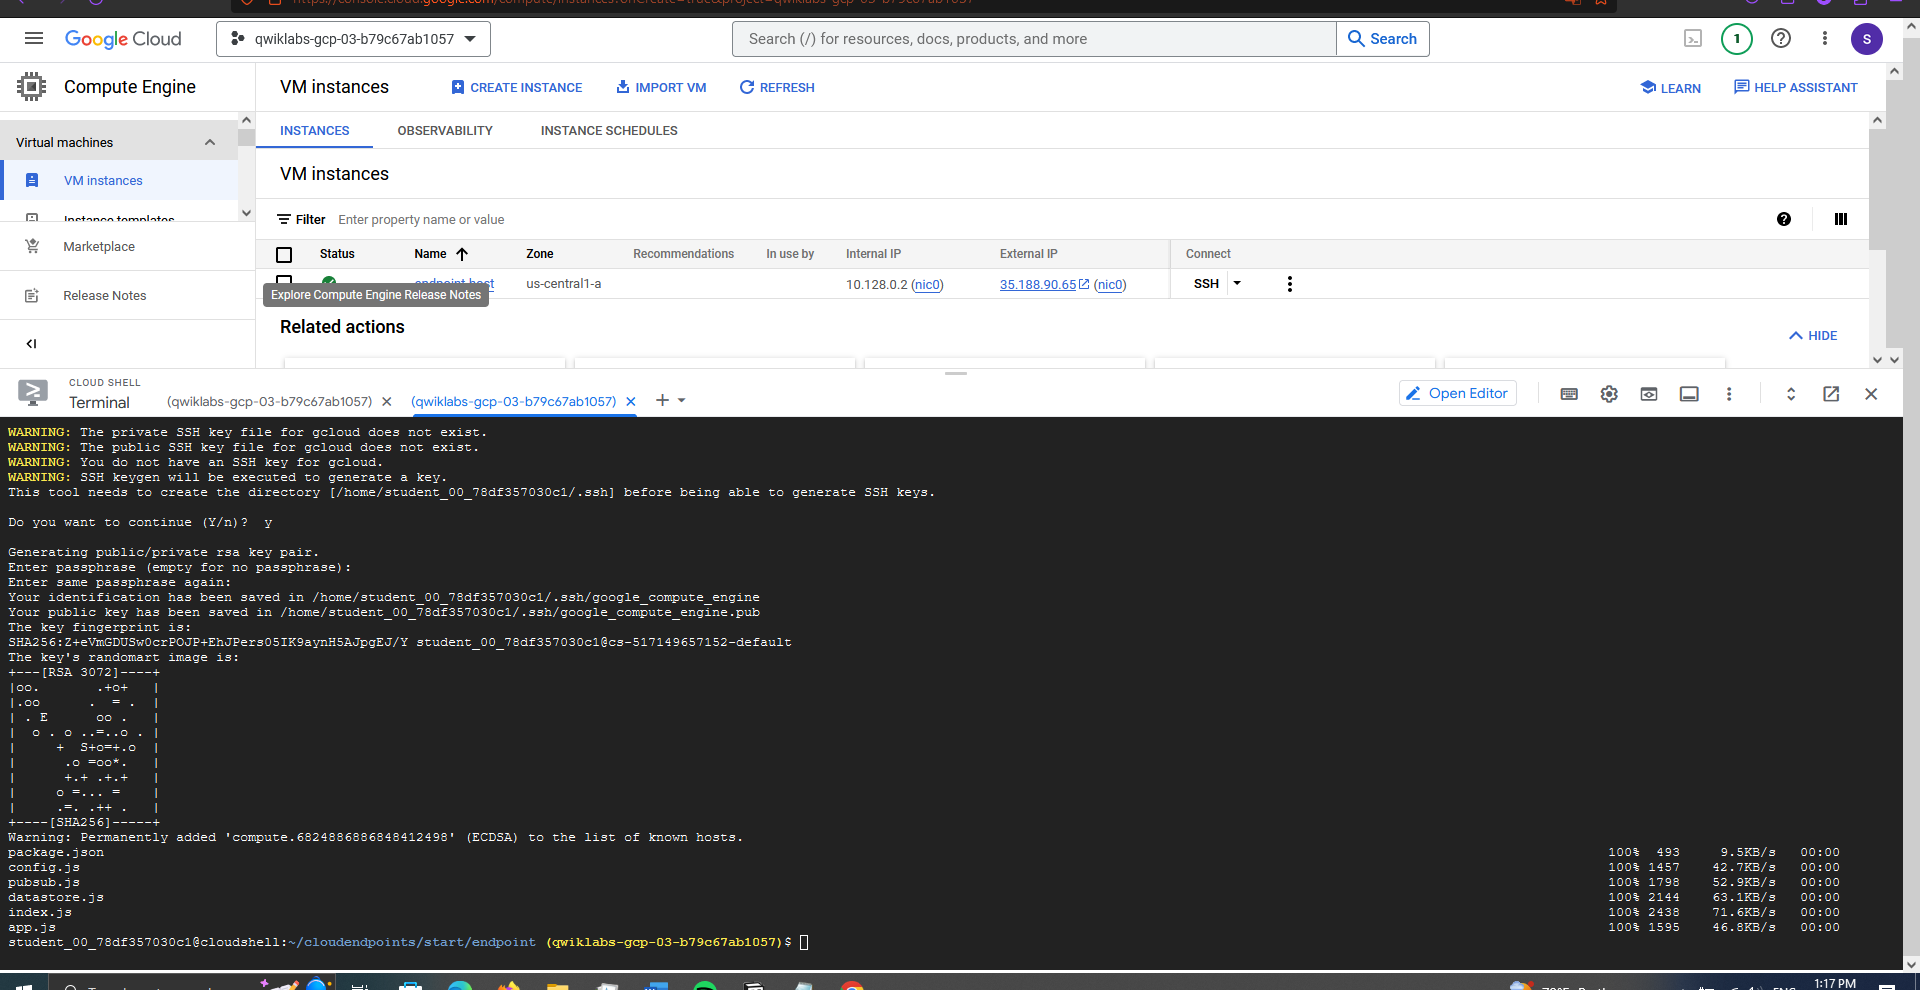 Google Cloud
qwiklabs-gcp-03-b79c67ab1057
Search (/) for resources, docs, products, and more
Search
1
S
Compute Engine
VM instances
CREATE INSTANCE
IMPORT VM
REFRESH
LEARN
HELP ASSISTANT
Virtual machines
INSTANCES
OBSERVABILITY
INSTANCE SCHEDULES
VM instances
VM instances
Instance templates
Filter Enter property name or value
Marketplace
Status Name Zone Recommendations In use by Internal IP External IP Connect
endpoint-host us-central1-a 10.128.0.2 (nic0) 35.188.90.65 (nic0) SSH
Explore Compute Engine Release Notes
Release Notes
Related actions
HIDE
CLOUD SHELL
Terminal
(qwiklabs-gcp-03-b79c67ab1057)
(qwiklabs-gcp-03-b79c67ab1057)
Open Editor
WARNING: The private SSH key file for gcloud does not exist.
WARNING: The public SSH key file for gcloud does not exist.
WARNING: You do not have an SSH key for gcloud.
WARNING: SSH keygen will be executed to generate a key.
This tool needs to create the directory [/home/student_00_78df357030c1/.ssh] before being able to generate SSH keys.
Do you want to continue (Y/n)?  y
Generating public/private rsa key pair.
Enter passphrase (empty for no passphrase):
Enter same passphrase again:
Your identification has been saved in /home/student_00_78df357030c1/.ssh/google_compute_engine
Your public key has been saved in /home/student_00_78df357030c1/.ssh/google_compute_engine.pub
The key fingerprint is:
SHA256:Z+eVmGDUSw0crPOJP+EhJPers05IK9aynH5AJpgEJ/Y student_00_78df357030c1@cs-517149657152-default
The key's randomart image is:
+---[RSA 3072]----+
|oo.       .+o+   |
|.oo      .  = .  |
| . E      oo .   |
|  o . o ..=..o . |
|     +  S+o=+.o  |
|      .o =oo*.   |
|      +.+ .+.+   |
|     o =... =    |
|     .=. .++ .   |
+----[SHA256]-----+
Warning: Permanently added 'compute.6824886886848412498' (ECDSA) to the list of known hosts.
package.json 100% 493 9.5KB/s 00:00
config.js 100% 1457 42.7KB/s 00:00
pubsub.js 100% 1798 52.9KB/s 00:00
datastore.js 100% 2144 63.1KB/s 00:00
index.js 100% 2438 71.6KB/s 00:00
app.js 100% 1595 46.8KB/s 00:00
student_00_78df357030c1@cloudshell:~/cloudendpoints/start/endpoint (qwiklabs-gcp-03-b79c67ab1057)$
1:17 PM